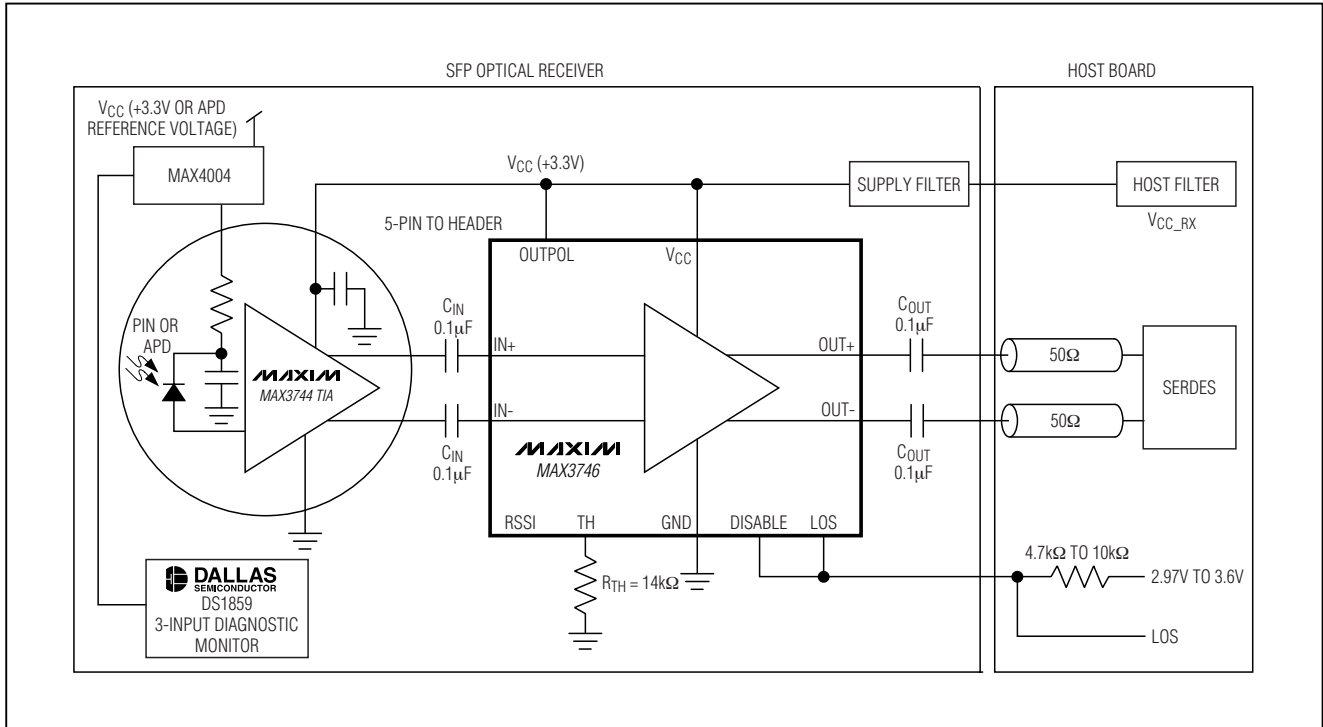 SFP OPTICAL RECEIVER
HOST BOARD
VCC (+3.3V OR APD
REFERENCE VOLTAGE)
MAX4004
VCC (+3.3V)
SUPPLY FILTER
HOST FILTER
VCC_RX
5-PIN TO HEADER
OUTPOL
VCC
PIN OR
APD
MAXIM
MAX3744 TIA
CIN
0.1µF
IN+
IN-
CIN
0.1µF
MAXIM
MAX3746
OUT+
OUT-
COUT
0.1µF
COUT
0.1µF
50Ω
50Ω
SERDES
RSSI
TH
GND
DISABLE
LOS
RTH = 14kΩ
4.7kΩ TO 10kΩ
2.97V TO 3.6V
LOS
DALLAS
SEMICONDUCTOR
DS1859
3-INPUT DIAGNOSTIC
MONITOR